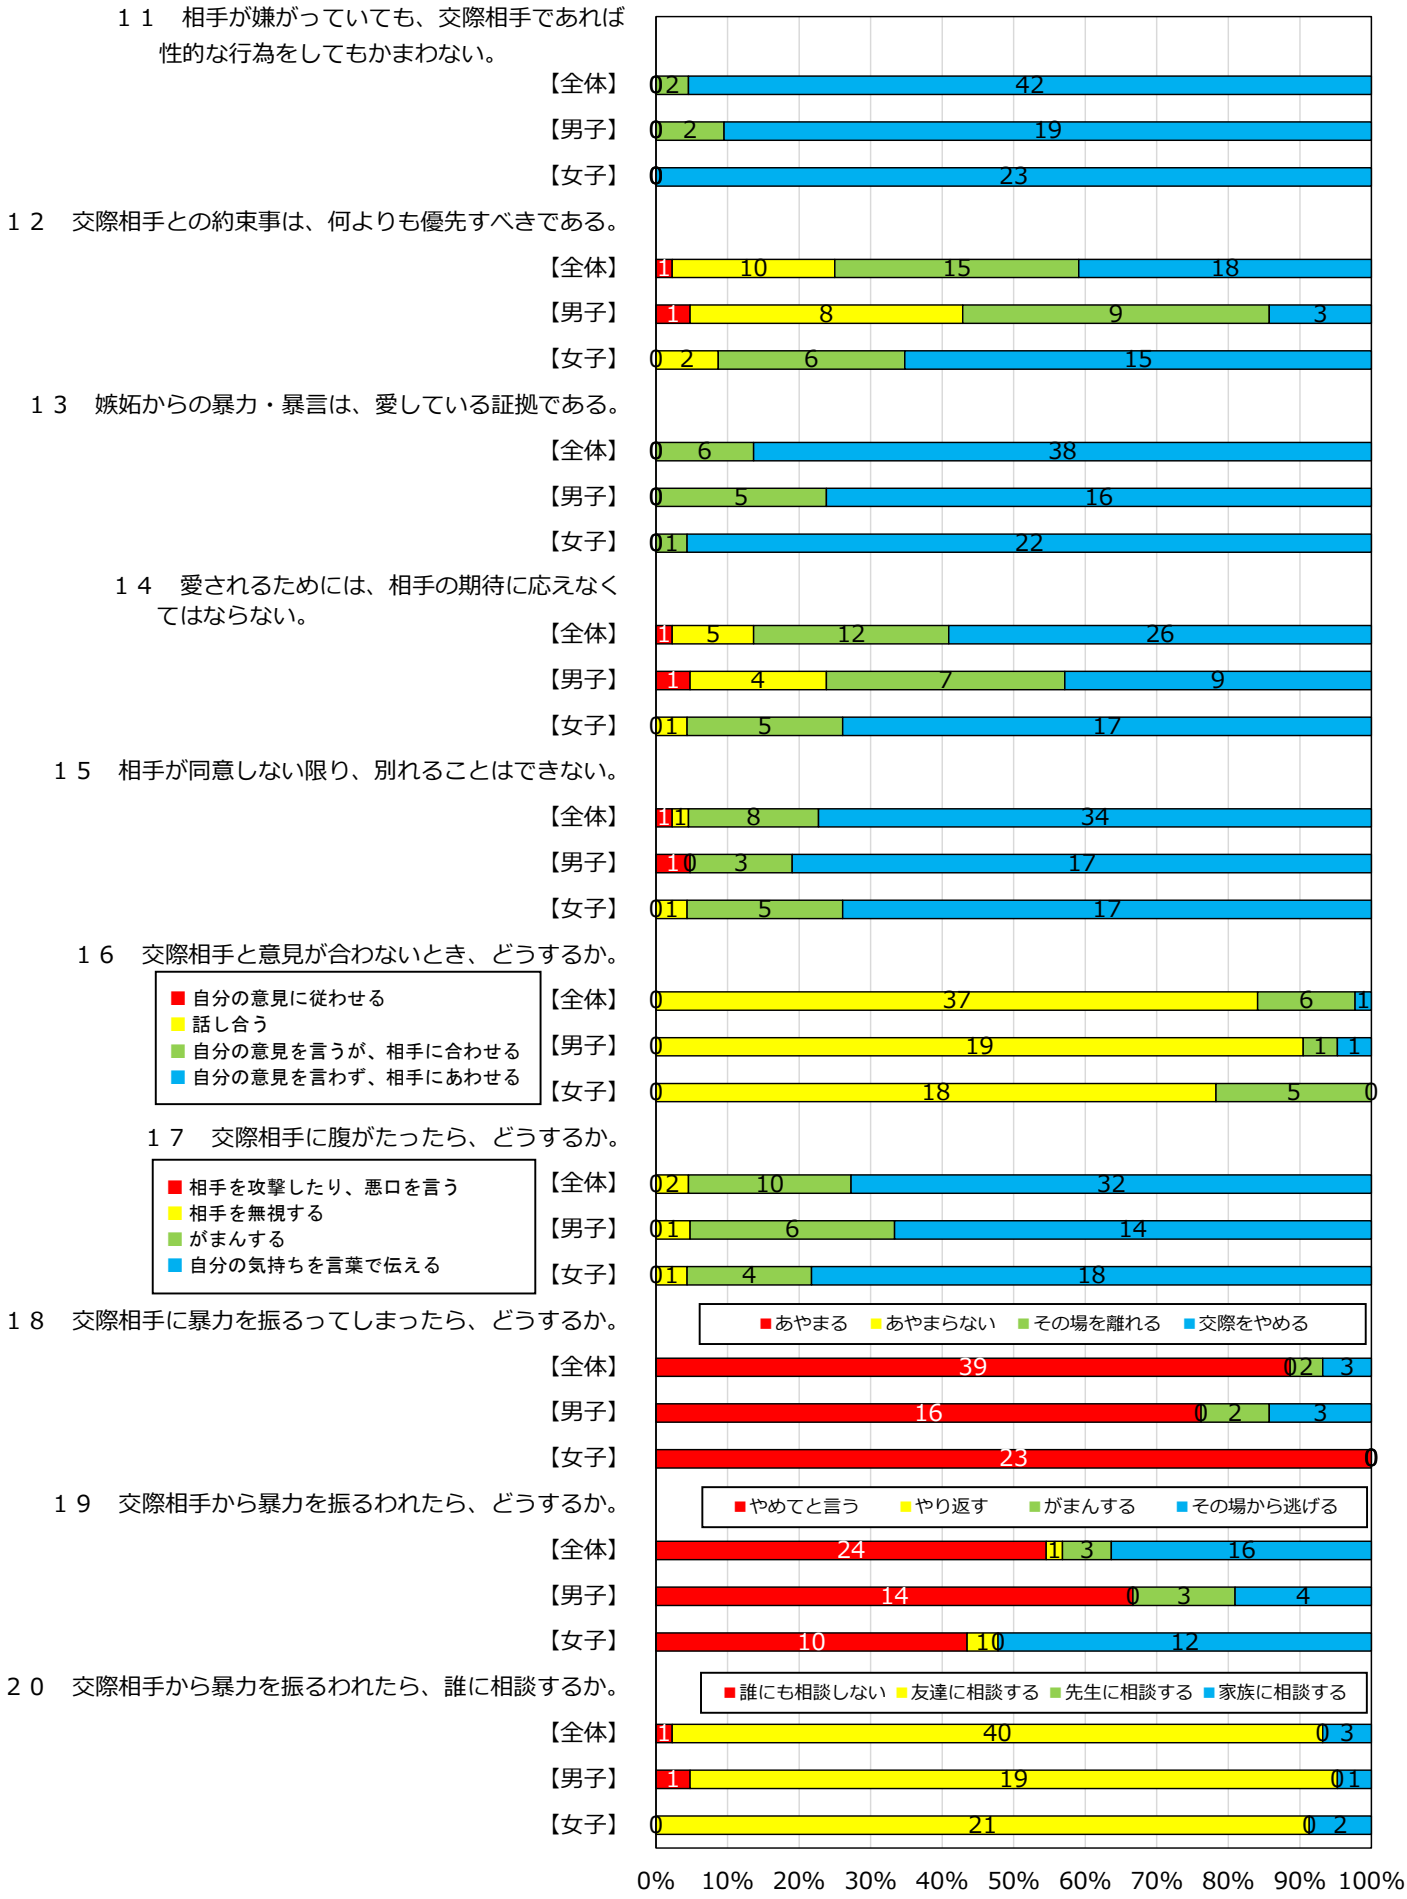 １１　相手が嫌がっていても、交際相手であれば
性的な行為をしてもかまわない。
【全体】 0 2 42
【男子】 0 2 19
【女子】 0 23
１２　交際相手との約束事は、何よりも優先すべきである。
【全体】 1 10 15 18
【男子】 1 8 9 3
【女子】 0 2 6 15
１３　嫉妬からの暴力・暴言は、愛している証拠である。
【全体】 0 6 38
【男子】 0 5 16
【女子】 0 1 22
１４　愛されるためには、相手の期待に応えなく
てはならない。
【全体】 1 5 12 26
【男子】 1 4 7 9
【女子】 0 1 5 17
１５　相手が同意しない限り、別れることはできない。
【全体】 1 1 8 34
【男子】 1 0 3 17
【女子】 0 1 5 17
１６　交際相手と意見が合わないとき、どうするか。
■ 自分の意見に従わせる
■ 話し合う
■ 自分の意見を言うが、相手に合わせる
■ 自分の意見を言わず、相手にあわせる
【全体】 0 37 6 1
【男子】 0 19 1 1
【女子】 0 18 5 0
１７　交際相手に腹がたったら、どうするか。
■ 相手を攻撃したり、悪口を言う
■ 相手を無視する
■ がまんする
■ 自分の気持ちを言葉で伝える
【全体】 0 2 10 32
【男子】 0 1 6 14
【女子】 0 1 4 18
１８　交際相手に暴力を振るってしまったら、どうするか。
■あやまる ■あやまらない ■その場を離れる ■交際をやめる
【全体】 39 0 2 3
【男子】 16 0 2 3
【女子】 23 0
１９　交際相手から暴力を振るわれたら、どうするか。
■やめてと言う ■やり返す ■がまんする ■その場から逃げる
【全体】 24 1 3 16
【男子】 14 0 3 4
【女子】 10 1 0 12
２０　交際相手から暴力を振るわれたら、誰に相談するか。
■誰にも相談しない ■友達に相談する ■先生に相談する ■家族に相談する
【全体】 1 40 0 3
【男子】 1 19 0 1
【女子】 0 21 0 2
0% 10% 20% 30% 40% 50% 60% 70% 80% 90% 100%